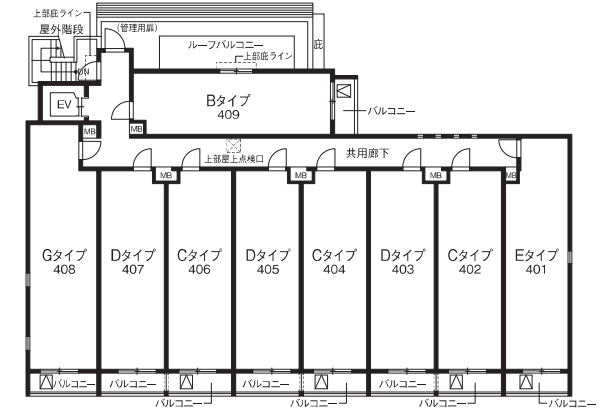 上部庇ライン
屋外階段
(管理用扉)
ルーフバルコニー
庇
上部庇ライン
DN
EV
Bタイプ
409
バルコニー
MB
MB
上部屋上点検口
共用廊下
MB
MB
MB
MB
Gタイプ
408
Dタイプ
407
Cタイプ
406
Dタイプ
405
Cタイプ
404
Dタイプ
403
Cタイプ
402
Eタイプ
401
バルコニー
バルコニー
バルコニー
バルコニー
バルコニー
バルコニー
バルコニー
バルコニー